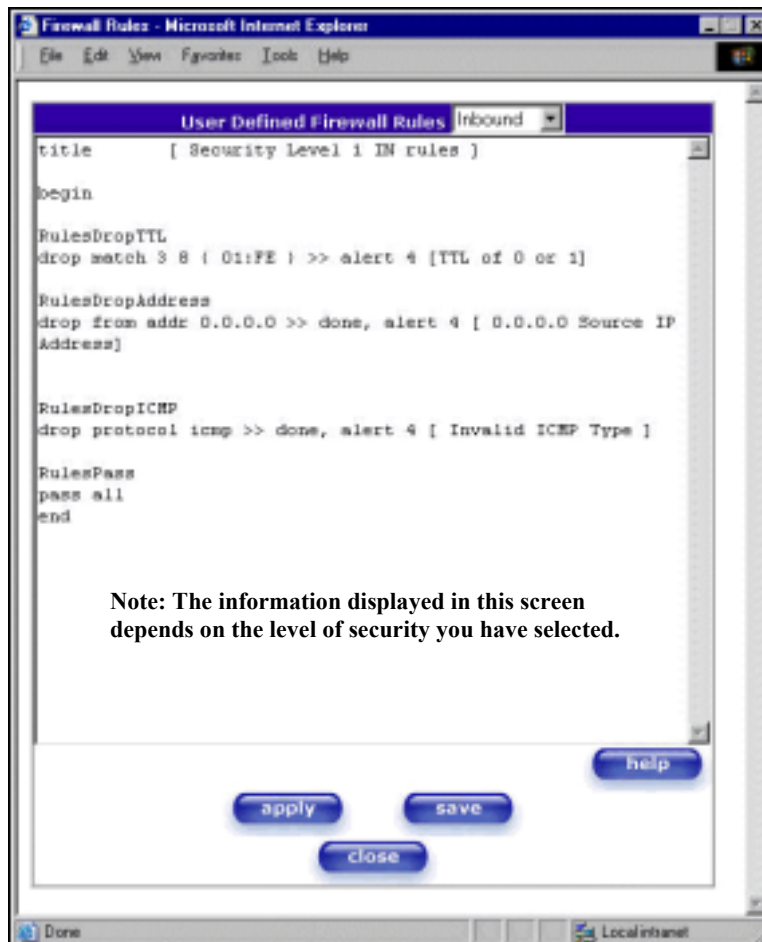 Firewall Rules - Microsoft Internet Explorer
File Edit View Favorites Tools Help
User Defined Firewall Rules Inbound
title [ Security Level 1 IN rules ]
begin
RulesDropTTL
drop match 3 8 { 01:FE } >> alert 4 [TTL of 0 or 1]
RulesDropAddress
drop from addr 0.0.0.0 >> done, alert 4 [ 0.0.0.0 Source IP
Address]
RulesDropICMP
drop protocol icmp >> done, alert 4 [ Invalid ICMP Type ]
RulesPass
pass all
end
Note: The information displayed in this screen
depends on the level of security you have selected.
help
apply save
close
Done Local intranet